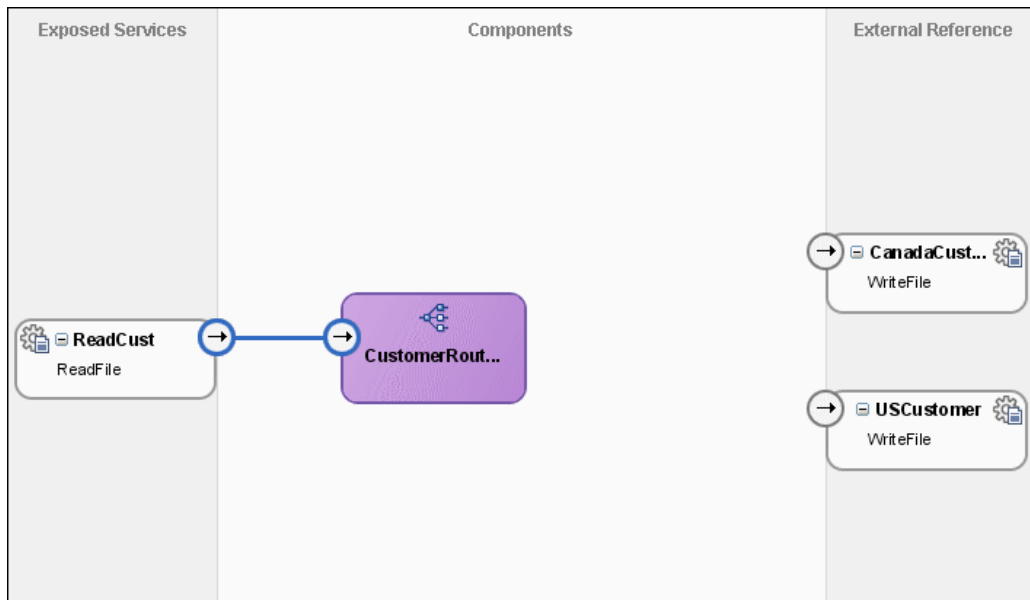 Exposed Services
Components
External Reference
CanadaCust...
WriteFile
ReadCust
ReadFile
CustomerRout...
USCustomer
WriteFile